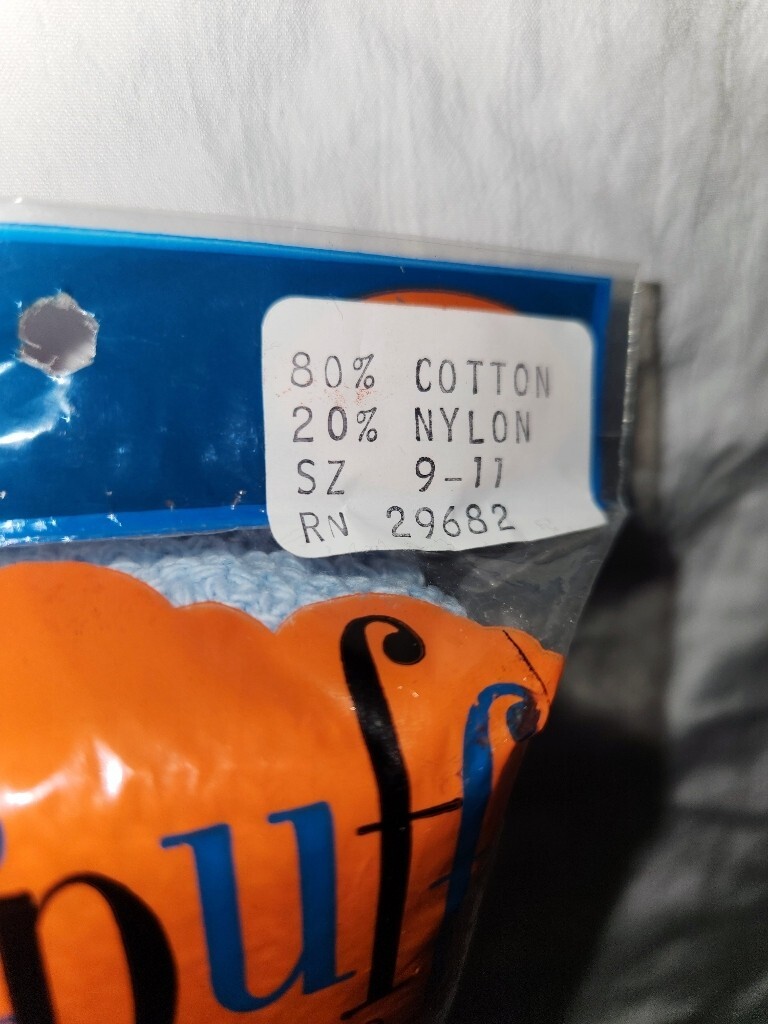 80% COTTON
20% NYLON
SZ 9-11
RN 29682
puff